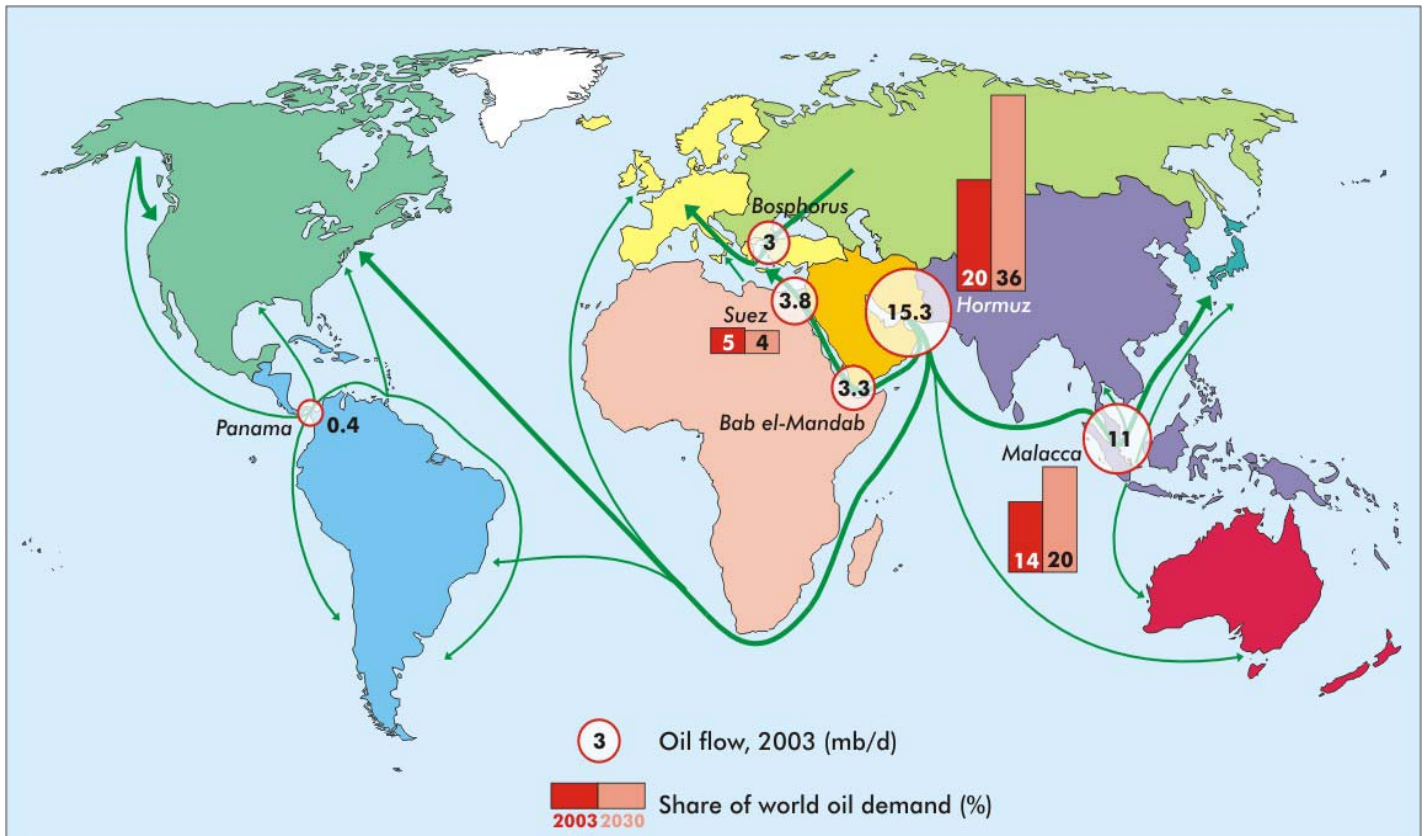 Bosphorus
3
20 36
Hormuz
3.8
15.3
Suez
5 4
3.3
Bab el-Mandab
Panama
0.4
11
Malacca
14 20
3 Oil flow, 2003 (mb/d)
Share of world oil demand (%)
2003 2030